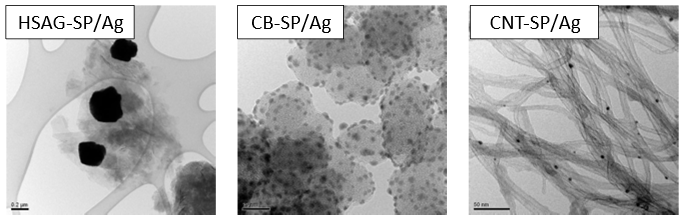 HSAG-SP/Ag
CB-SP/Ag
CNT-SP/Ag
0.2 μm
50 nm